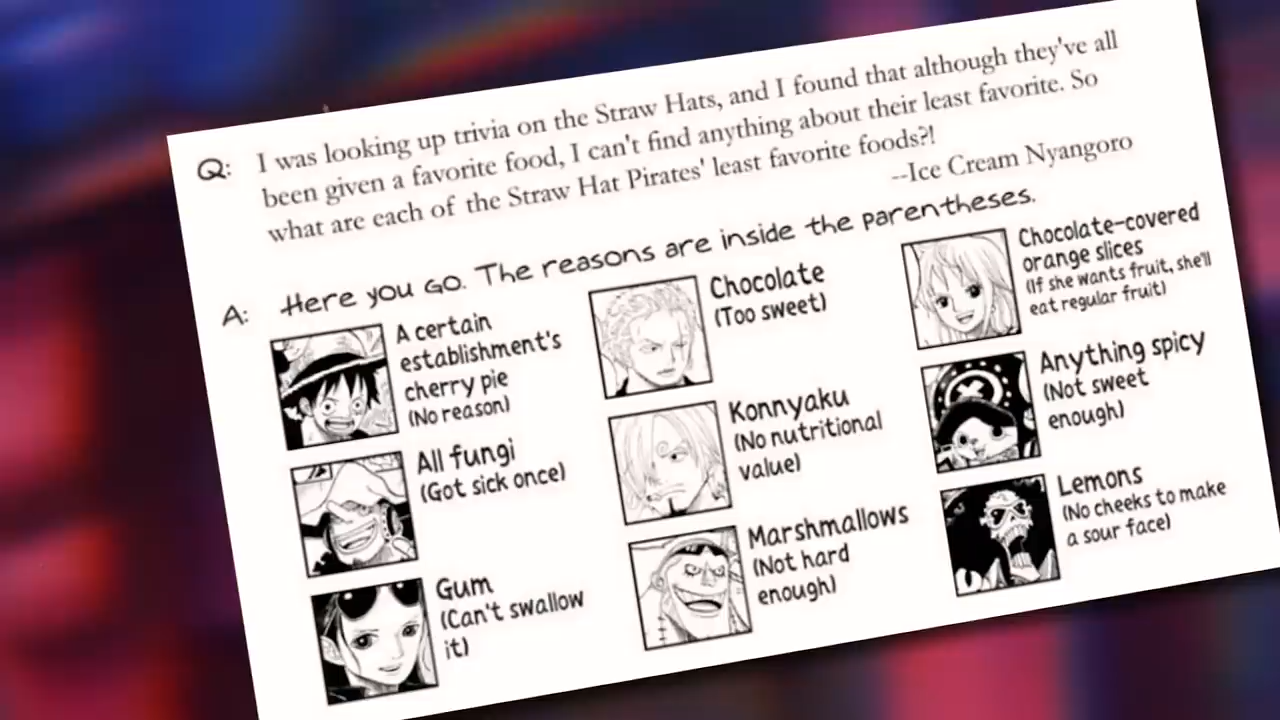 Q: I was looking up trivia on the Straw Hats, and I found that although they've all
been given a favorite food, I can't find anything about their least favorite. So
what are each of the Straw Hat Pirates' least favorite foods?!
--Ice Cream Nyangoro
A: Here you go. The reasons are inside the parentheses.
A certain
establishment's
cherry pie
(No reason)
Chocolate
(Too sweet)
Chocolate-covered
orange slices
(If she wants fruit, she'll
eat regular fruit)
All fungi
(Got sick once)
Konnyaku
(No nutritional
value)
Anything spicy
(Not sweet
enough)
Gum
(Can't swallow
it)
Marshmallows
(Not hard
enough)
Lemons
(No cheeks to make
a sour face)